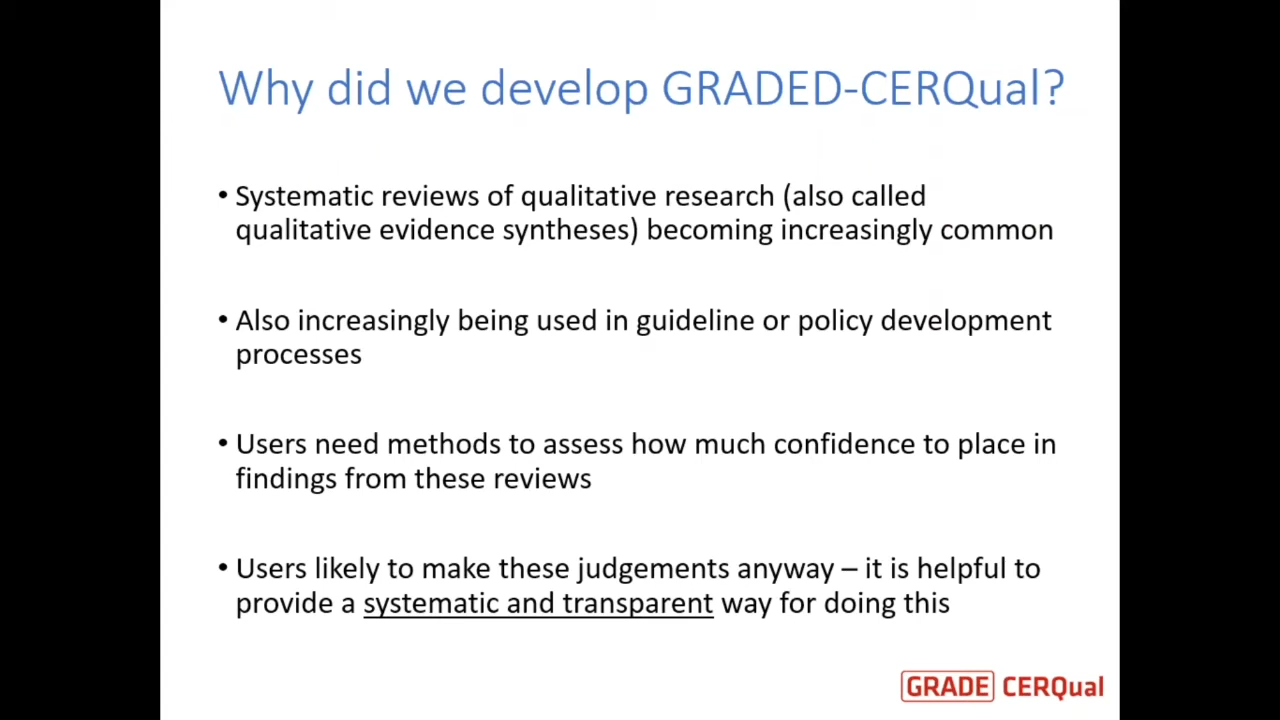 Why did we develop GRADED-CERQual?
• Systematic reviews of qualitative research (also called
qualitative evidence syntheses) becoming increasingly common
• Also increasingly being used in guideline or policy development
processes
• Users need methods to assess how much confidence to place in
findings from these reviews
• Users likely to make these judgements anyway – it is helpful to
provide a systematic and transparent way for doing this
GRADE CERQual